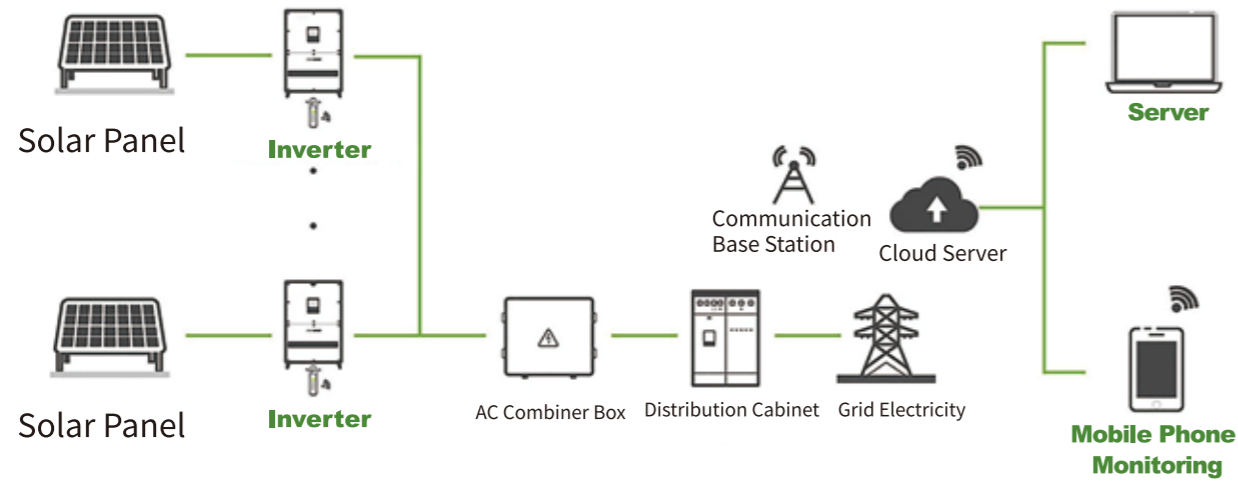 Solar Panel
Inverter
Server
Communication
Base Station
Cloud Server
Solar Panel
Inverter
AC Combiner Box
Distribution Cabinet
Grid Electricity
Mobile Phone
Monitoring